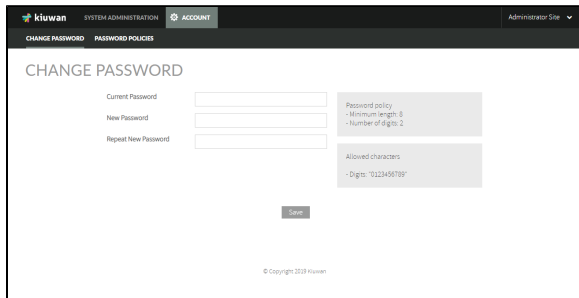 kiuwan SYSTEM ADMINISTRATION ACCOUNT Administrator Site
CHANGE PASSWORD PASSWORD POLICIES
CHANGE PASSWORD
Current Password
New Password
Repeat New Password
Password policy
- Minimum length: 8
- Number of digits: 2
Allowed characters
- Digits: "0123456789"
Save
© Copyright 2019 Kiuwan